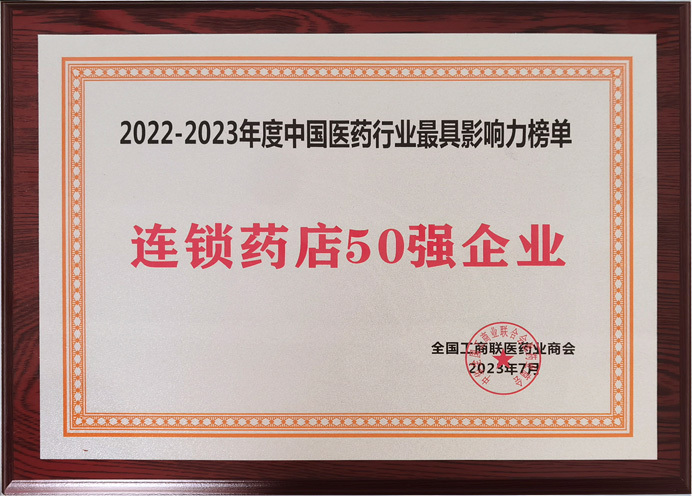 2022-2023年度中国医药行业最具影响力榜单
连锁药店50强企业
全国工商联医药业商会
2023年7月